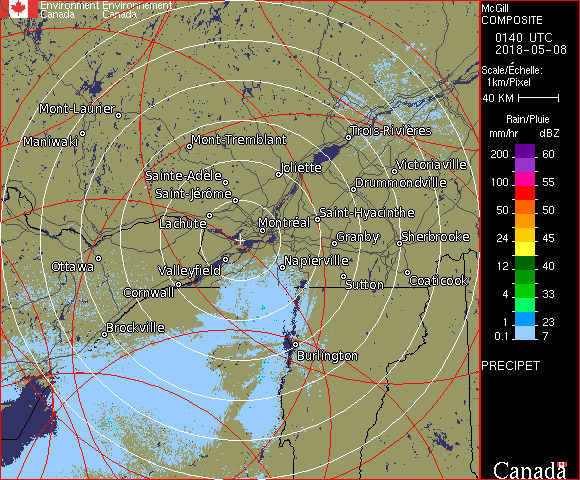 Environment Environnement
Canada Canada
McGill
COMPOSITE
0140 UTC
2018-05-08
Scale/Échelle:
1km/Pixel
40 KM
Rain/Pluie
mm/hr dBZ
200 60
100 55
50 50
24 45
12 40
4 33
1 23
0.1 7
PRECIPET
Canada
Mont-Laurier
Maniwaki
Mont-Tremblant
Trois-Rivières
Joliette
Victoriaville
Sainte-Adèle
Drummondville
Saint-Jérôme
Saint-Hyacinthe
Lachute
Montréal
Granby
Sherbrooke
Ottawa
Valleyfield
Napierville
Cornwall
Sutton
Coaticook
Brockville
Burlington